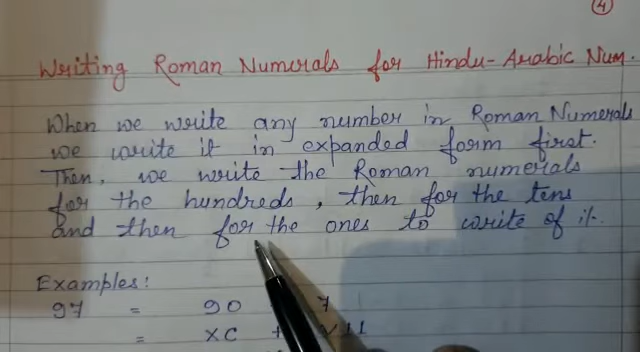 4
Writing Roman Numerals for Hindu-Arabic Num.
When we write any number in Roman Numerals
we write it in expanded form first.
Then, we write the Roman numerals
for the hundreds, then for the tens
and then for the ones to write of it.
Examples:
97 = 90 7
= XC + VII